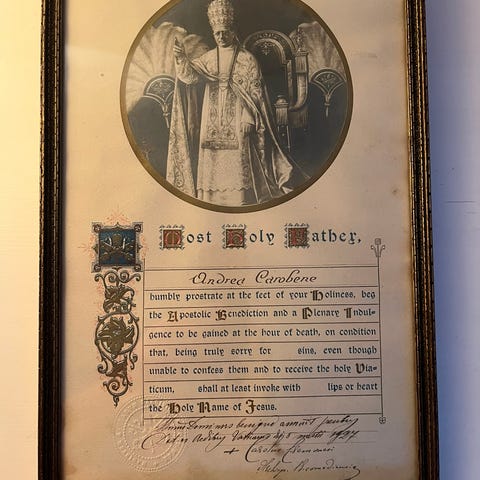 Most Holy Father,
Andrea Carobene
humbly prostrate at the feet of your Holiness, beg
the Apostolic Benediction and a Plenary Indul-
gence to be gained at the hour of death, on condition
that, being truly sorry for sins, even though
unable to confess them and to receive the holy Via-
ticum, shall at least invoke with lips or heart
the Holy Name of Jesus.
benigne annuit
1937